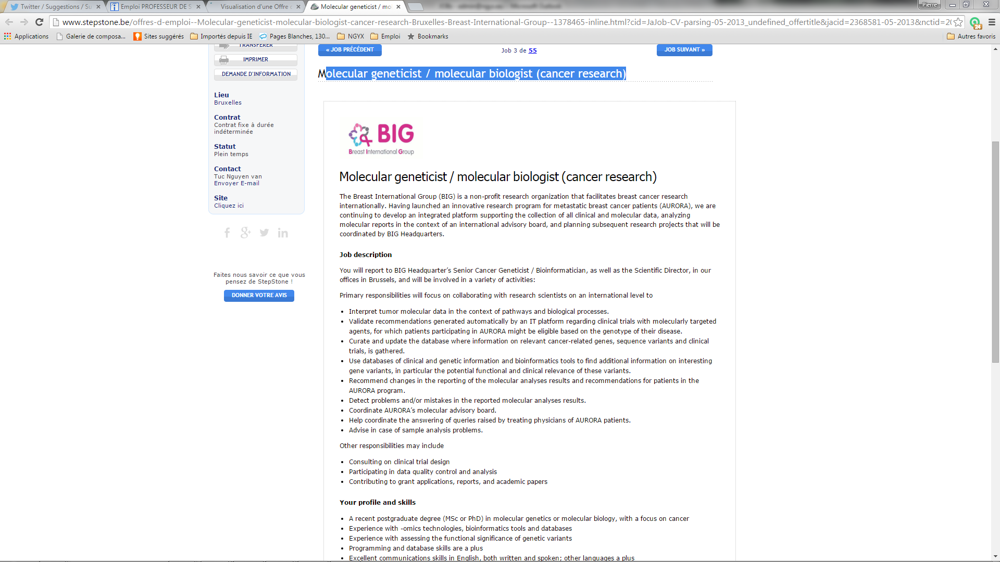 Twitter / Suggestions / Su
Emploi PROFESSEUR DE S
Visualisation d'une Offre d
Molecular geneticist / mo
Pierre
www.stepstone.be/offres-d-emploi--Molecular-geneticist-molecular-biologist-cancer-research-Bruxelles-Breast-International-Group--1378465-inline.html?cid=JaJob-CV-parsing-05-2013_undefined_offertitle&jacid=2368581-05-2013&nctid=20
24
Applications Galerie de composa... Sites suggérés Importés depuis IE Pages Blanches, 130... NGYX Emploi Bookmarks Autres favoris
TRANSFÉRER
IMPRIMER
DEMANDE D'INFORMATION
Lieu
Bruxelles
Contrat
Contrat fixe à durée
indéterminée
Statut
Plein temps
Contact
Tuc Nguyen van
Envoyer E-mail
Site
Cliquez ici
Faites nous savoir ce que vous
pensez de StepStone !
DONNER VOTRE AVIS
« JOB PRÉCÉDENT Job 3 de 55 JOB SUIVANT »
Molecular geneticist / molecular biologist (cancer research)
BIG
Breast International Group
Molecular geneticist / molecular biologist (cancer research)
The Breast International Group (BIG) is a non-profit research organization that facilitates breast cancer research
internationally. Having launched an innovative research program for metastatic breast cancer patients (AURORA), we are
continuing to develop an integrated platform supporting the collection of all clinical and molecular data, analyzing
molecular reports in the context of an international advisory board, and planning subsequent research projects that will be
coordinated by BIG Headquarters.
Job description
You will report to BIG Headquarter’s Senior Cancer Geneticist / Bioinformatician, as well as the Scientific Director, in our
offices in Brussels, and will be involved in a variety of activities:
Primary responsibilities will focus on collaborating with research scientists on an international level to
• Interpret tumor molecular data in the context of pathways and biological processes.
• Validate recommendations generated automatically by an IT platform regarding clinical trials with molecularly targeted
agents, for which patients participating in AURORA might be eligible based on the genotype of their disease.
• Curate and update the database where information on relevant cancer-related genes, sequence variants and clinical
trials, is gathered.
• Use databases of clinical and genetic information and bioinformatics tools to find additional information on interesting
gene variants, in particular the potential functional and clinical relevance of these variants.
• Recommend changes in the reporting of the molecular analyses results and recommendations for patients in the
AURORA program.
• Detect problems and/or mistakes in the reported molecular analyses results.
• Coordinate AURORA’s molecular advisory board.
• Help coordinate the answering of queries raised by treating physicians of AURORA patients.
• Advise in case of sample analysis problems.
Other responsibilities may include
• Consulting on clinical trial design
• Participating in data quality control and analysis
• Contributing to grant applications, reports, and academic papers
Your profile and skills
• A recent postgraduate degree (MSc or PhD) in molecular genetics or molecular biology, with a focus on cancer
• Experience with -omics technologies, bioinformatics tools and databases
• Experience with assessing the functional significance of genetic variants
• Programming and database skills are a plus
• Excellent communications skills in English, both written and spoken; other languages a plus